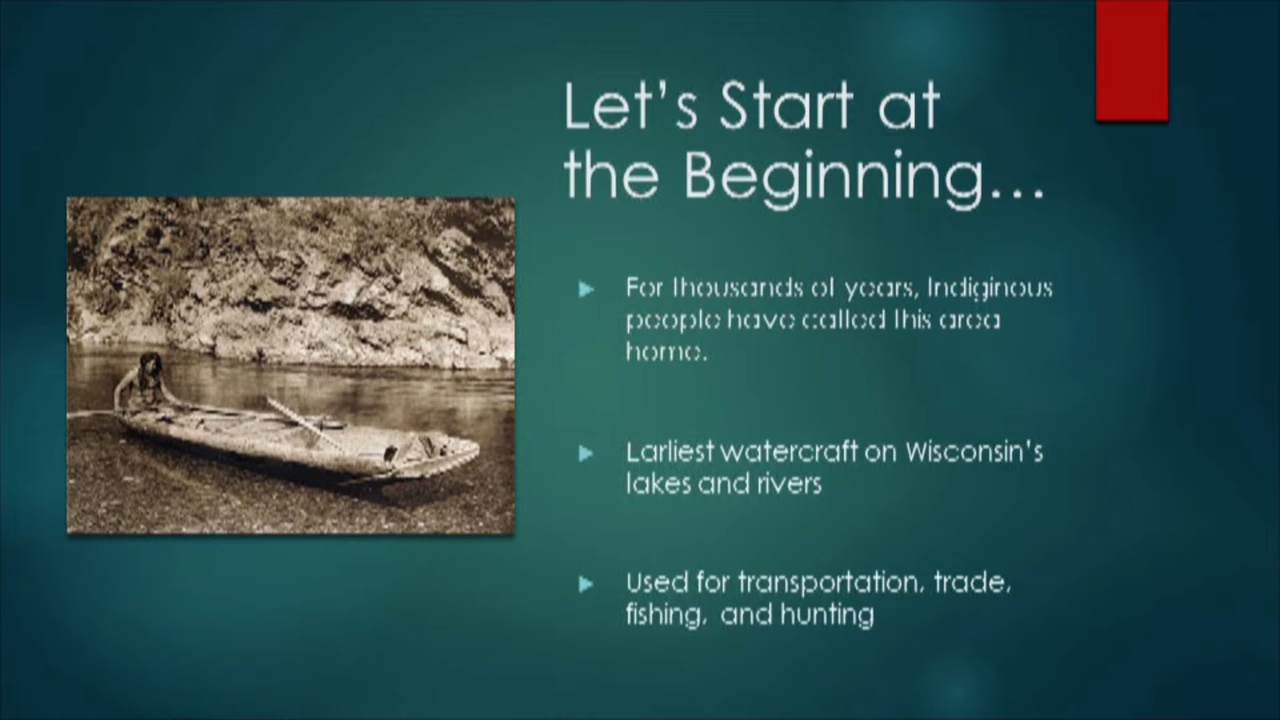 Let's Start at
the Beginning...
For thousands of years, Indiginous
people have called this area
home.
Earliest watercraft on Wisconsin's
lakes and rivers
Used for transportation, trade,
fishing, and hunting